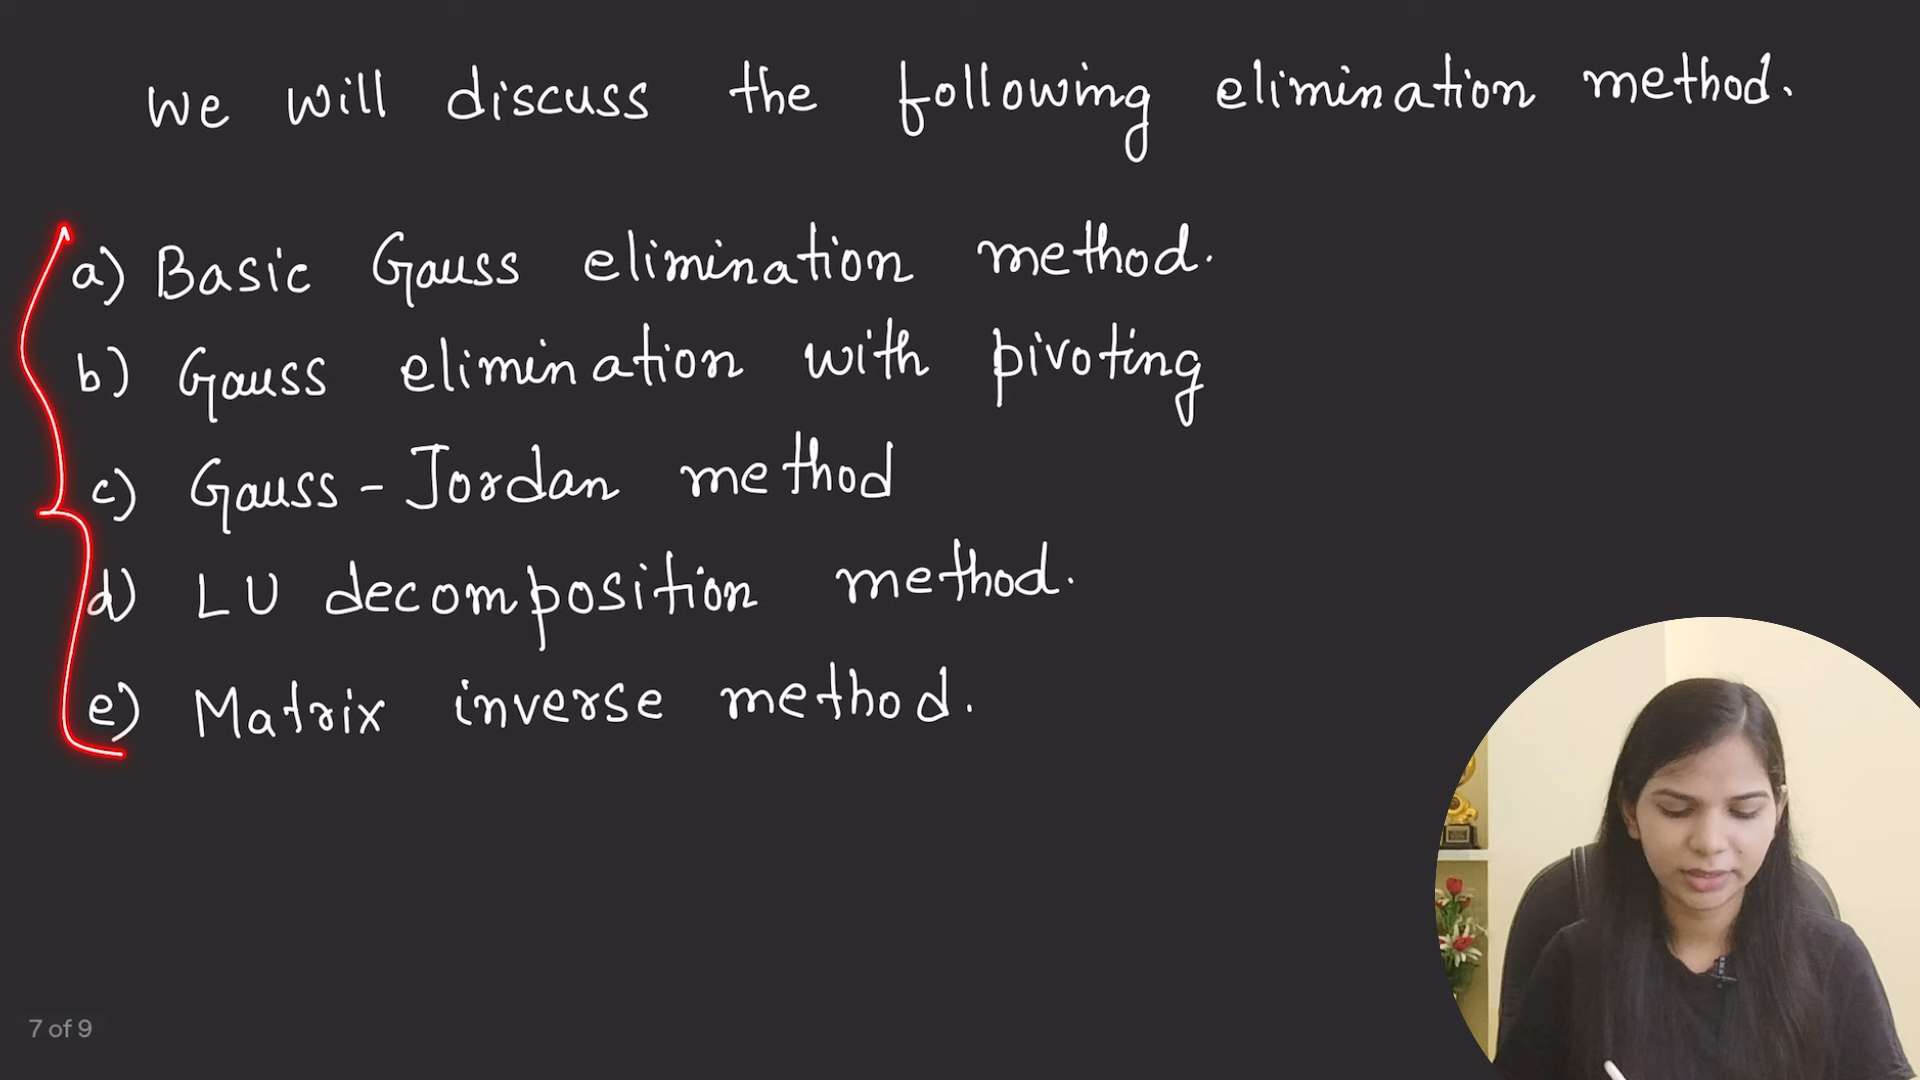 We will discuss the following elimination method.
a) Basic Gauss elimination method.
b) Gauss elimination with pivoting
c) Gauss-Jordan method
d) LU decomposition method.
e) Matrix inverse method.
7 of 9